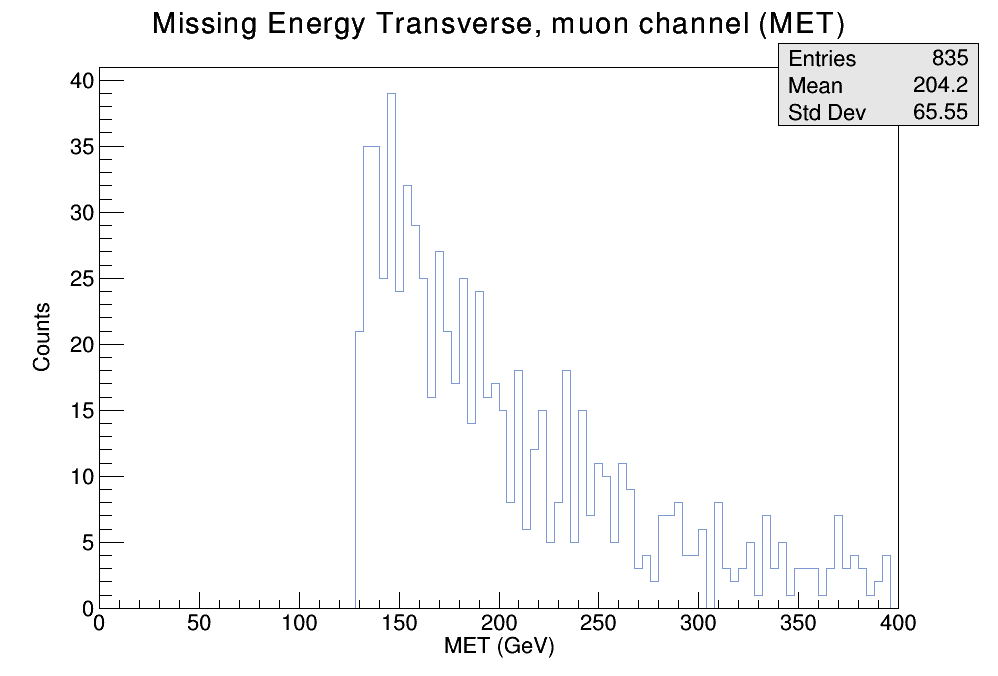 Missing Energy Transverse, muon channel (MET)
Entries 835
Mean 204.2
Std Dev 65.55
40
35
30
25
20
15
10
5
0
Counts
0 50 100 150 200 250 300 350 400
MET (GeV)